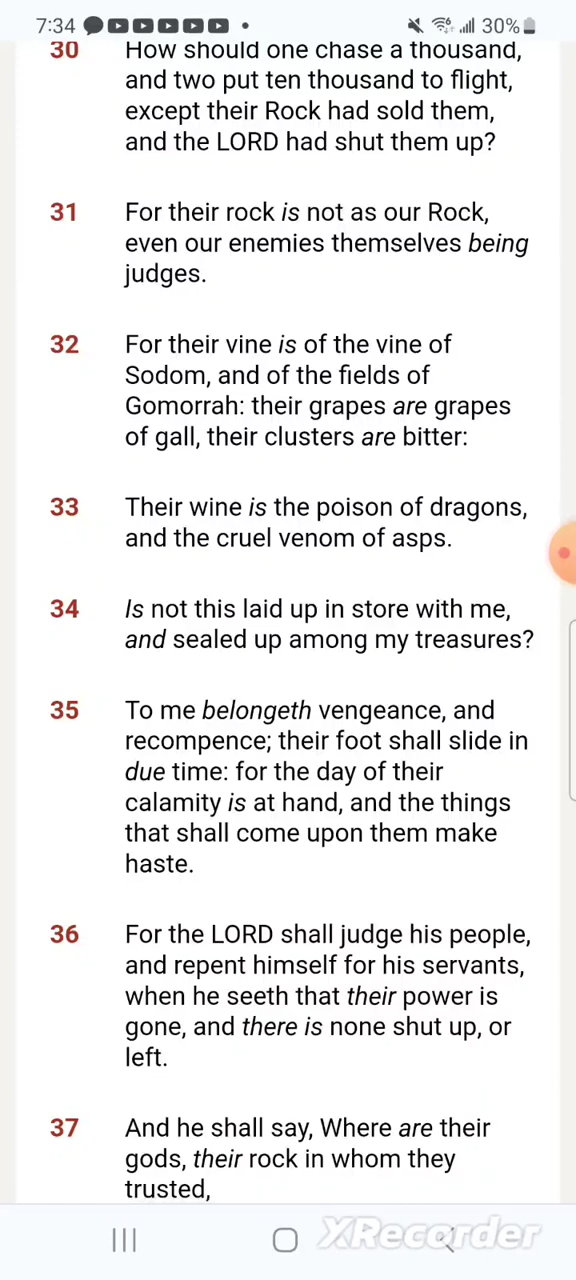 7:34
30%
30 How should one chase a thousand,
and two put ten thousand to flight,
except their Rock had sold them,
and the LORD had shut them up?
31 For their rock is not as our Rock,
even our enemies themselves being
judges.
32 For their vine is of the vine of
Sodom, and of the fields of
Gomorrah: their grapes are grapes
of gall, their clusters are bitter:
33 Their wine is the poison of dragons,
and the cruel venom of asps.
34 Is not this laid up in store with me,
and sealed up among my treasures?
35 To me belongeth vengeance, and
recompence; their foot shall slide in
due time: for the day of their
calamity is at hand, and the things
that shall come upon them make
haste.
36 For the LORD shall judge his people,
and repent himself for his servants,
when he seeth that their power is
gone, and there is none shut up, or
left.
37 And he shall say, Where are their
gods, their rock in whom they
trusted,
XRecorder